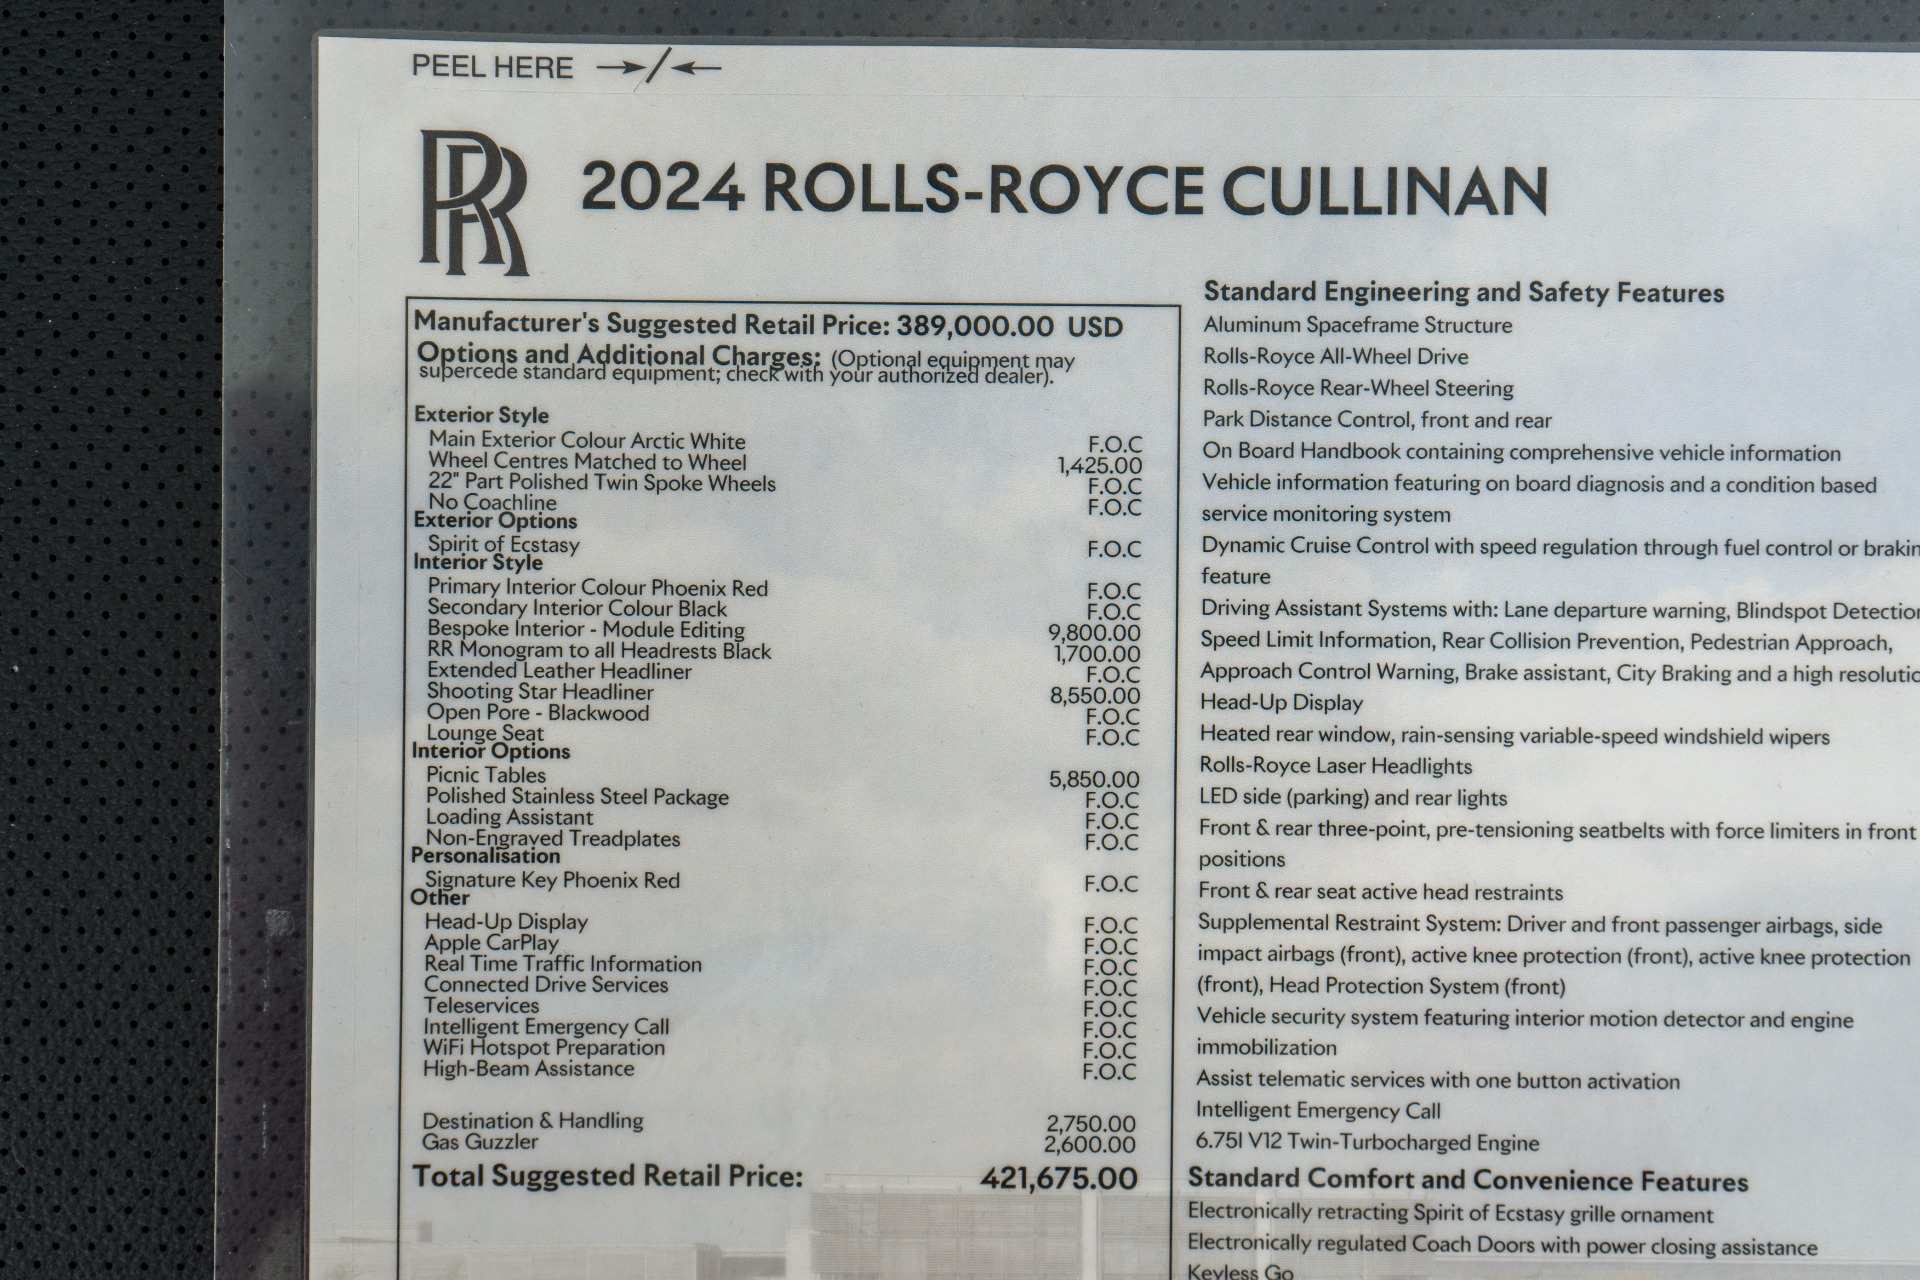 PEEL HERE →/←
RR
2024 ROLLS-ROYCE CULLINAN
Manufacturer's Suggested Retail Price: 389,000.00 USD
Options and Additional Charges: (Optional equipment may
supercede standard equipment; check with your authorized dealer).
Exterior Style
Main Exterior Colour Arctic White F.O.C
Wheel Centres Matched to Wheel 1,425.00
22" Part Polished Twin Spoke Wheels F.O.C
No Coachline F.O.C
Exterior Options
Spirit of Ecstasy F.O.C
Interior Style
Primary Interior Colour Phoenix Red F.O.C
Secondary Interior Colour Black F.O.C
Bespoke Interior - Module Editing 9,800.00
RR Monogram to all Headrests Black 1,700.00
Extended Leather Headliner F.O.C
Shooting Star Headliner 8,550.00
Open Pore - Blackwood F.O.C
Lounge Seat F.O.C
Interior Options
Picnic Tables 5,850.00
Polished Stainless Steel Package F.O.C
Loading Assistant F.O.C
Non-Engraved Treadplates F.O.C
Personalisation
Signature Key Phoenix Red F.O.C
Other
Head-Up Display F.O.C
Apple CarPlay F.O.C
Real Time Traffic Information F.O.C
Connected Drive Services F.O.C
Teleservices F.O.C
Intelligent Emergency Call F.O.C
WiFi Hotspot Preparation F.O.C
High-Beam Assistance F.O.C
Destination & Handling 2,750.00
Gas Guzzler 2,600.00
Total Suggested Retail Price: 421,675.00
Standard Engineering and Safety Features
Aluminum Spaceframe Structure
Rolls-Royce All-Wheel Drive
Rolls-Royce Rear-Wheel Steering
Park Distance Control, front and rear
On Board Handbook containing comprehensive vehicle information
Vehicle information featuring on board diagnosis and a condition based
service monitoring system
Dynamic Cruise Control with speed regulation through fuel control or brakin
feature
Driving Assistant Systems with: Lane departure warning, Blindspot Detection
Speed Limit Information, Rear Collision Prevention, Pedestrian Approach,
Approach Control Warning, Brake assistant, City Braking and a high resolutio
Head-Up Display
Heated rear window, rain-sensing variable-speed windshield wipers
Rolls-Royce Laser Headlights
LED side (parking) and rear lights
Front & rear three-point, pre-tensioning seatbelts with force limiters in front
positions
Front & rear seat active head restraints
Supplemental Restraint System: Driver and front passenger airbags, side
impact airbags (front), active knee protection (front), active knee protection
(front), Head Protection System (front)
Vehicle security system featuring interior motion detector and engine
immobilization
Assist telematic services with one button activation
Intelligent Emergency Call
6.75l V12 Twin-Turbocharged Engine
Standard Comfort and Convenience Features
Electronically retracting Spirit of Ecstasy grille ornament
Electronically regulated Coach Doors with power closing assistance
Keyless Go